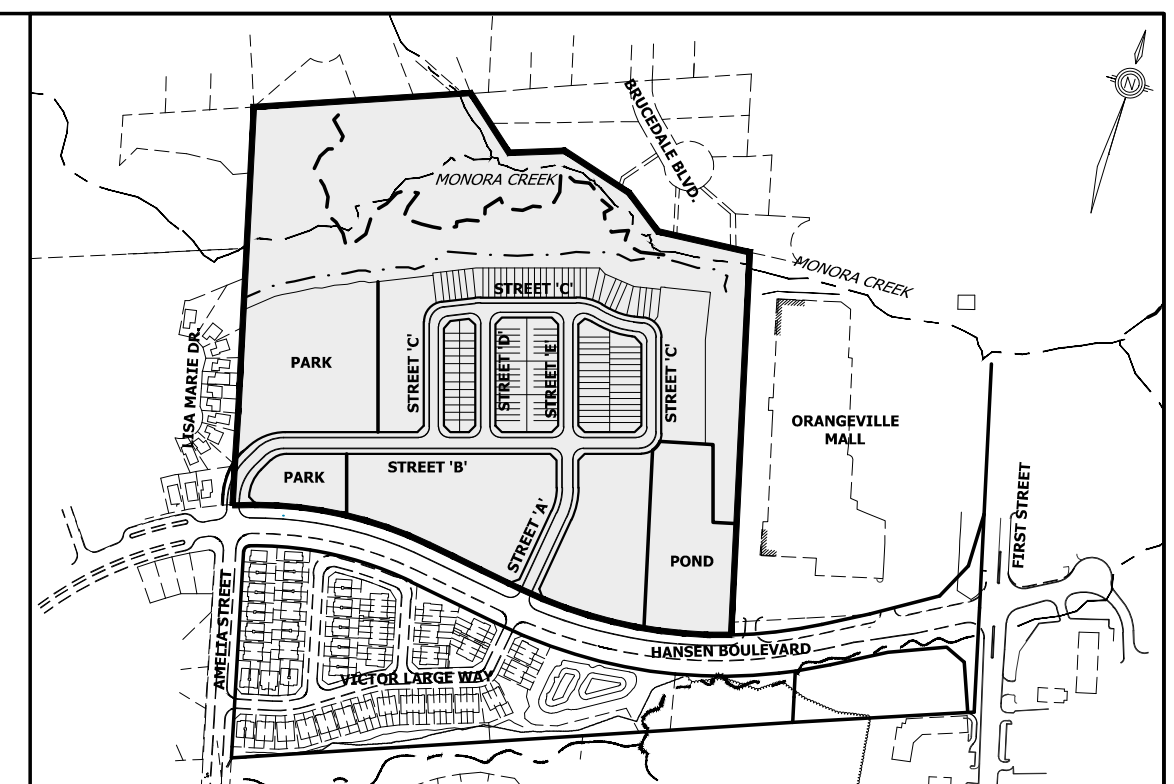 BRUCEDALE BLVD.
N
MONORA CREEK
MONORA CREEK
STREET 'C'
LISA MARIE DR.
PARK
STREET 'C'
STREET 'D'
STREET 'E'
STREET 'C'
ORANGEVILLE
MALL
PARK
STREET 'B'
STREET 'A'
FIRST STREET
POND
AMELIA STREET
HANSEN BOULEVARD
VICTOR LARGE WAY